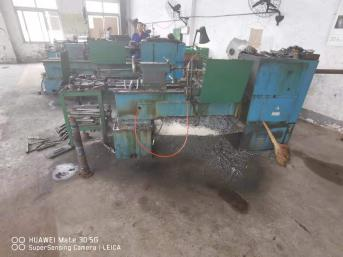 HUAWEI Mate 30 5G
SuperSensing Camera | LEICA